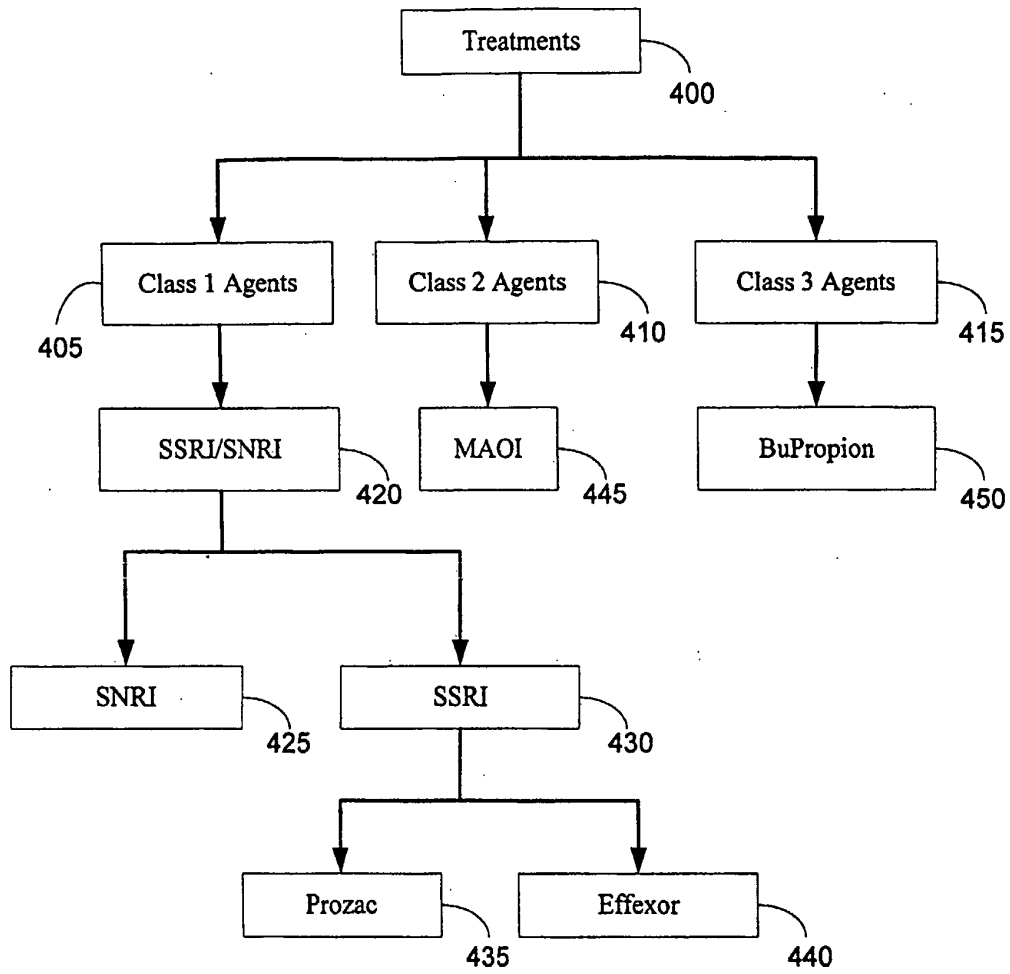 Treatments
400
Class 1 Agents
Class 2 Agents
Class 3 Agents
405
410
415
SSRI/SNRI
MAOI
BuPropion
420
445
450
SNRI
SSRI
425
430
Prozac
Effexor
435
440